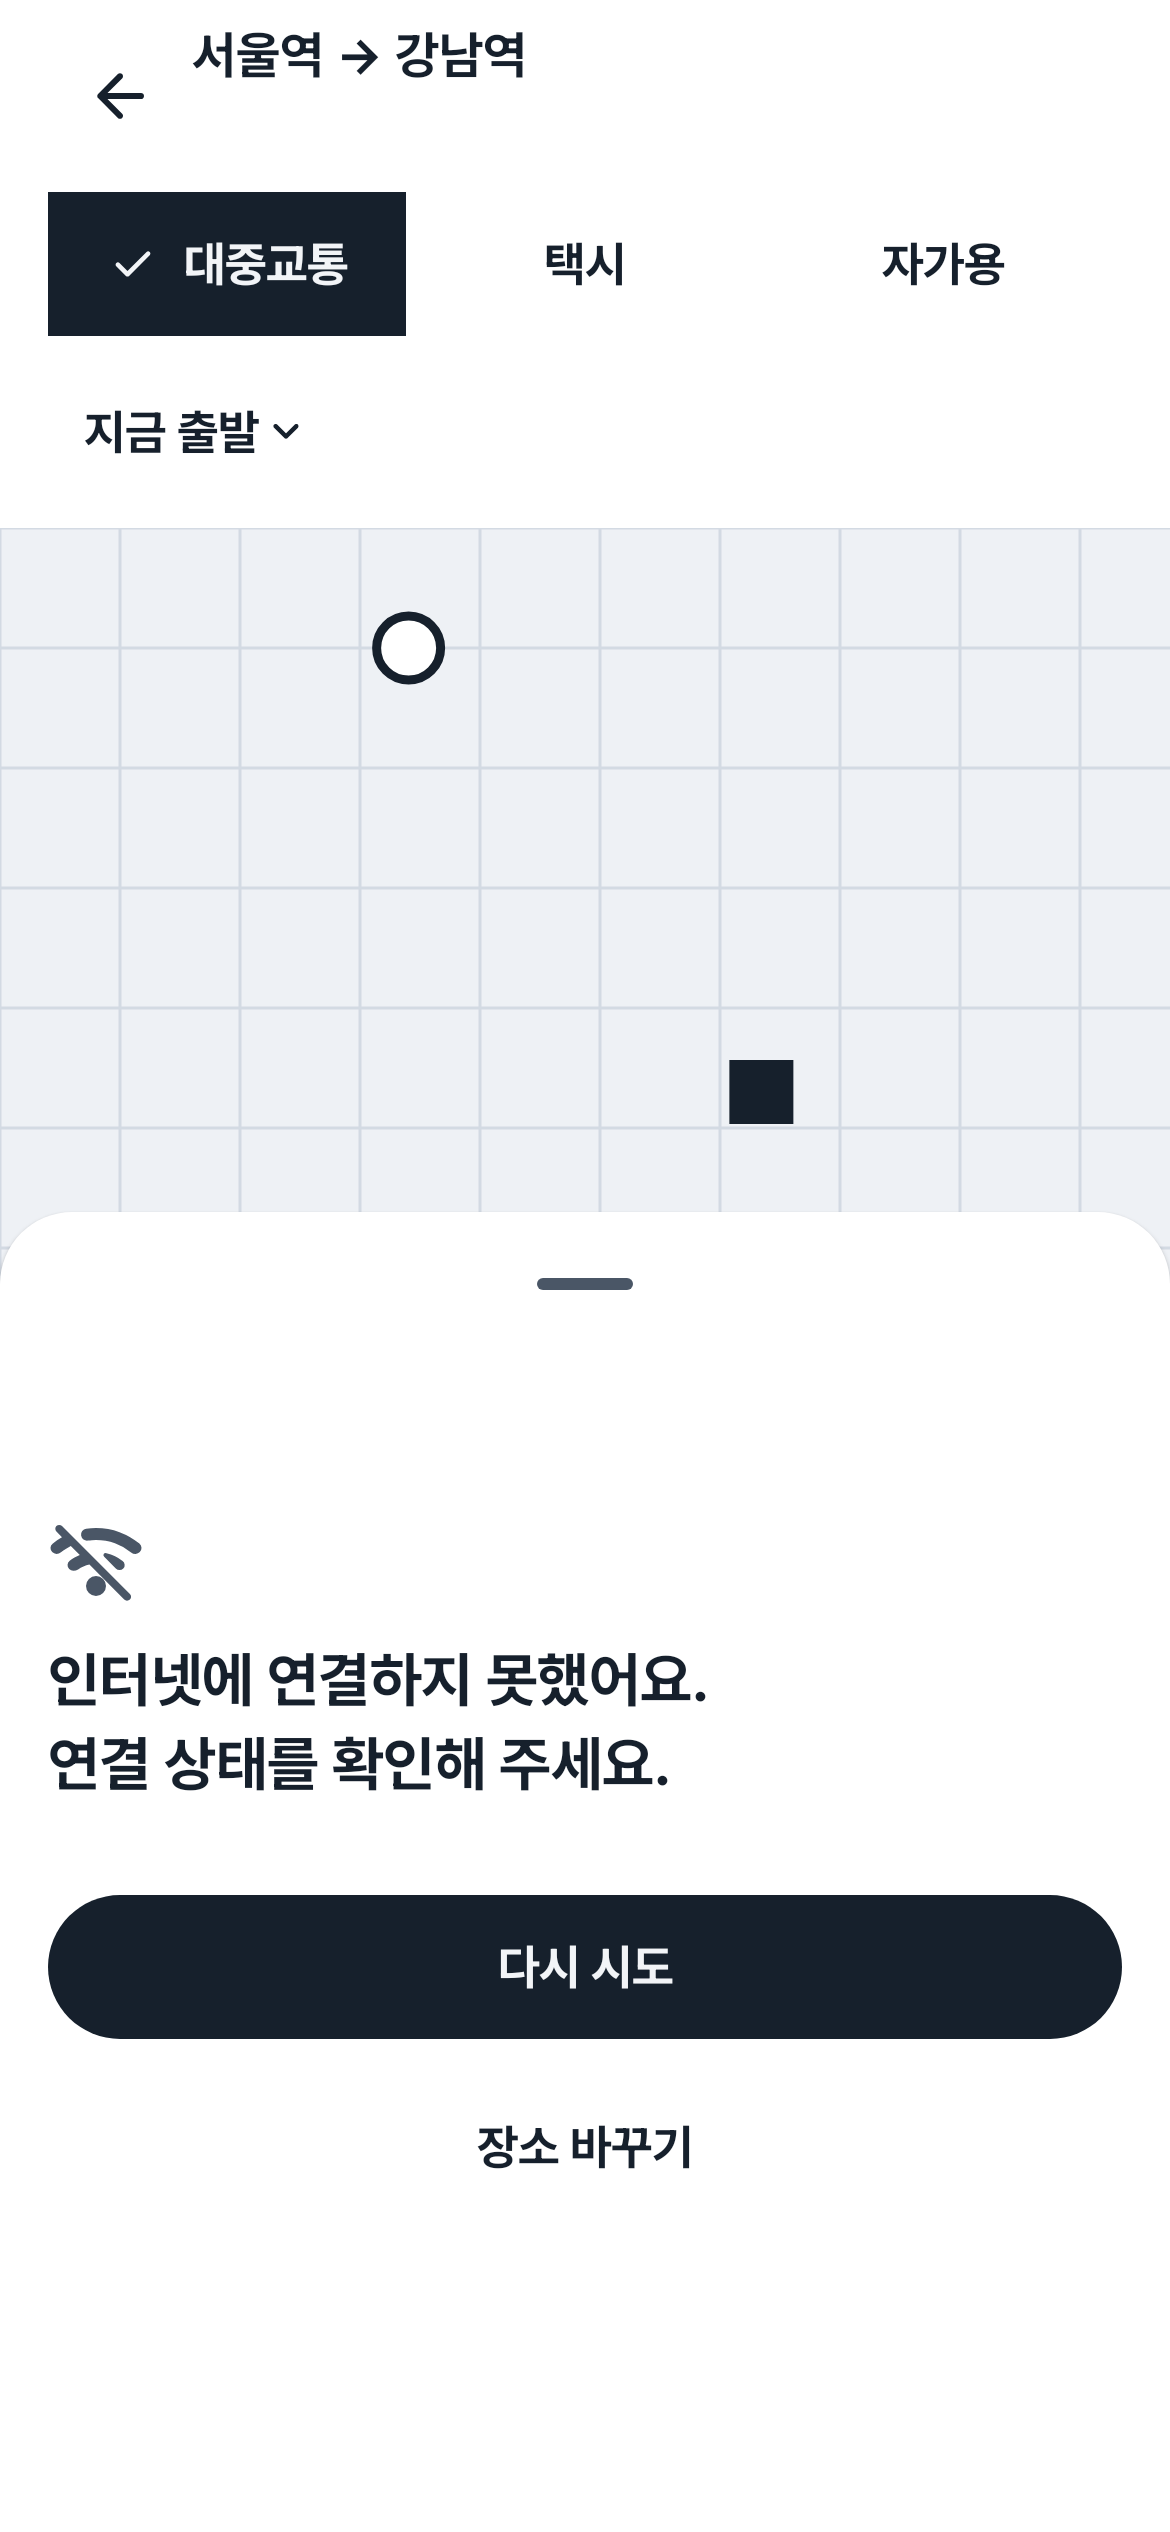 서울역 → 강남역
대중교통
택시
자가용
지금 출발
인터넷에 연결하지 못했어요.
연결 상태를 확인해 주세요.
다시 시도
장소 바꾸기